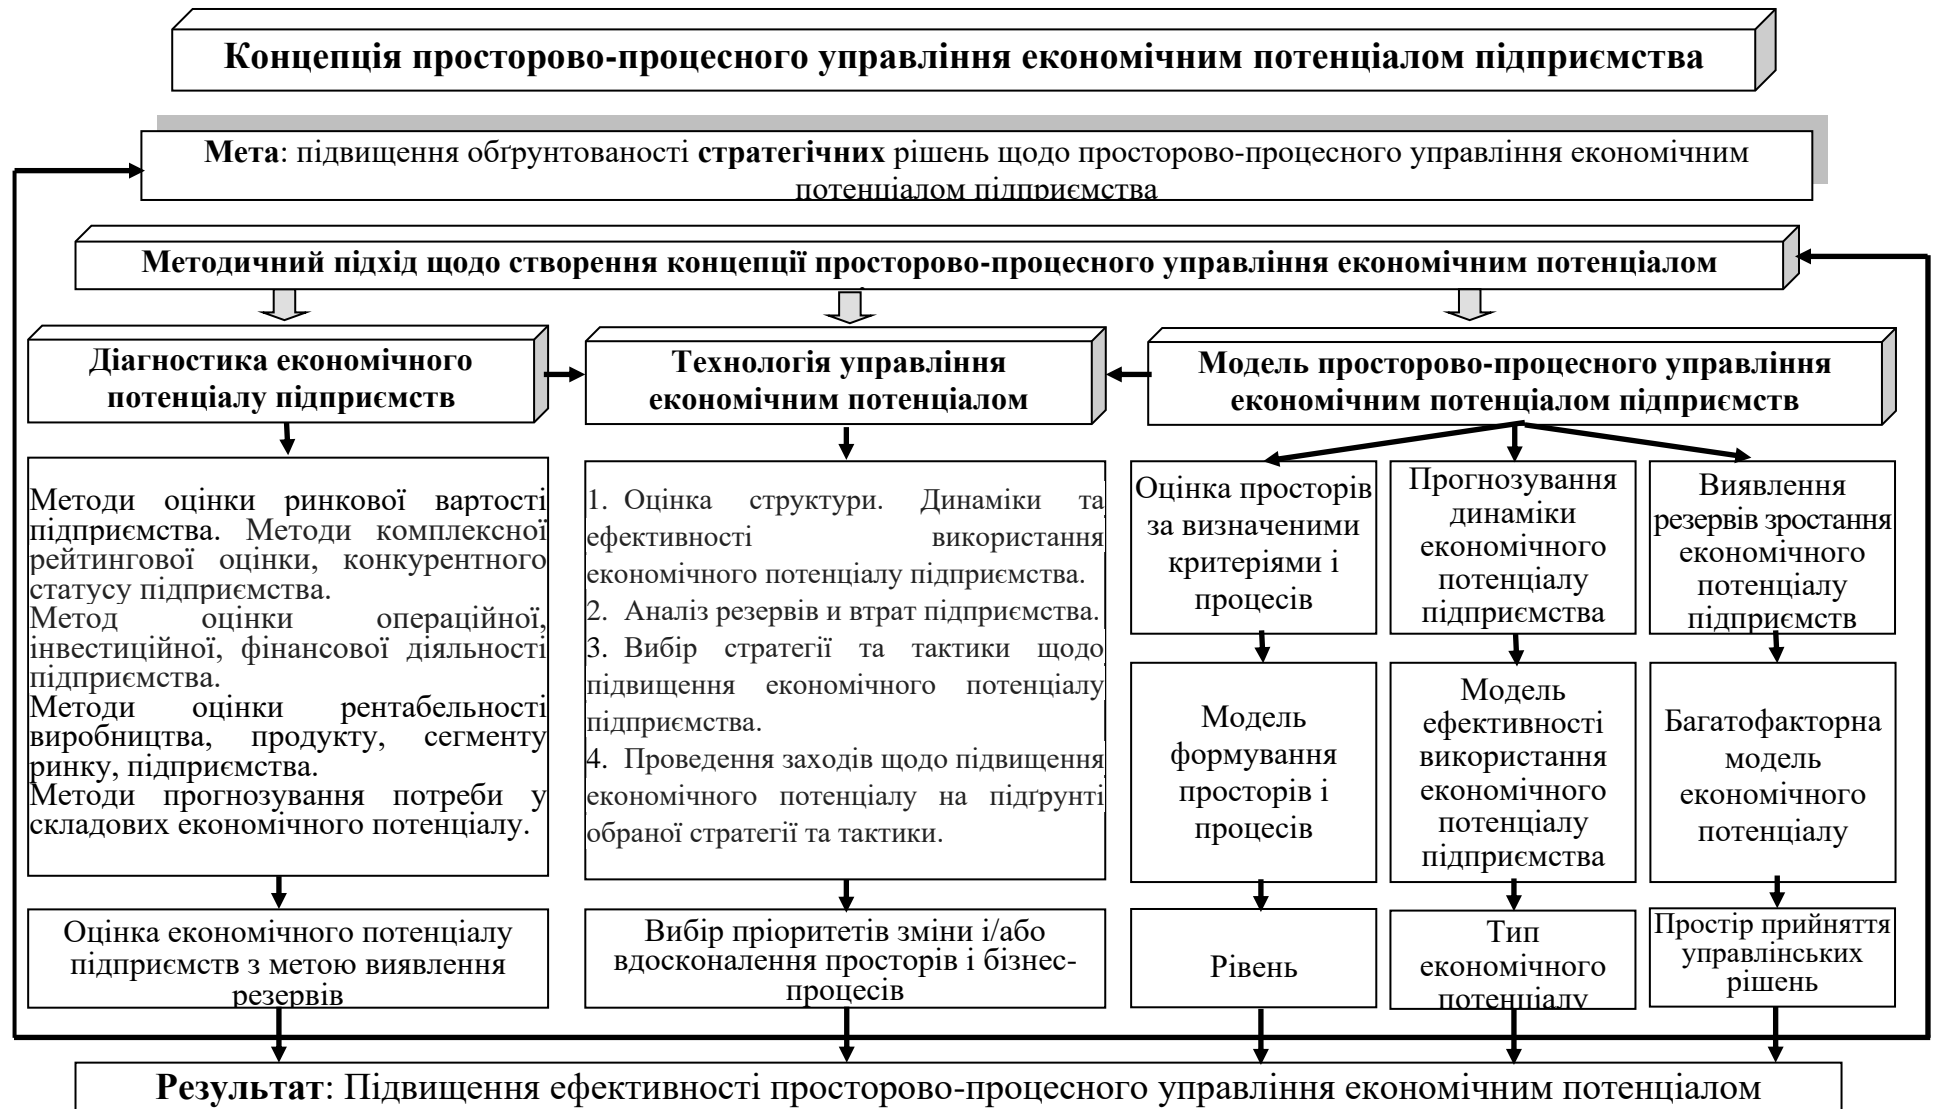 Концепція просторово-процесного управління економічним потенціалом підприємства
Мета: підвищення обґрунтованості стратегічних рішень щодо просторово-процесного управління економічним
потенціалом підприємства
Методичний підхід щодо створення концепції просторово-процесного управління економічним потенціалом
Діагностика економічного
потенціалу підприємств
Технологія управління
економічним потенціалом
Модель просторово-процесного управління
економічним потенціалом підприємств
Методи оцінки ринкової вартості
підприємства. Методи комплексної
рейтингової оцінки, конкурентного
статусу підприємства.
Метод оцінки операційної,
інвестиційної, фінансової діяльності
підприємства.
Методи оцінки рентабельності
виробництва, продукту, сегменту
ринку, підприємства.
Методи прогнозування потреби у
складових економічного потенціалу.
1. Оцінка структури. Динаміки та
ефективності використання
економічного потенціалу підприємства.
2. Аналіз резервів и втрат підприємства.
3. Вибір стратегії та тактики щодо
підвищення економічного потенціалу
підприємства.
4. Проведення заходів щодо підвищення
економічного потенціалу на підґрунті
обраної стратегії та тактики.
Оцінка просторів
за визначеними
критеріями і
процесів
Прогнозування
динаміки
економічного
потенціалу
підприємства
Виявлення
резервів зростання
економічного
потенціалу
підприємств
Модель
формування
просторів і
процесів
Модель
ефективності
використання
економічного
потенціалу
підприємства
Багатофакторна
модель
економічного
потенціалу
Оцінка економічного потенціалу
підприємств з метою виявлення
резервів
Вибір пріоритетів зміни і/або
вдосконалення просторів і бізнес-
процесів
Рівень
Тип
економічного
потенціалу
Простір прийняття
управлінських
рішень
Результат: Підвищення ефективності просторово-процесного управління економічним потенціалом